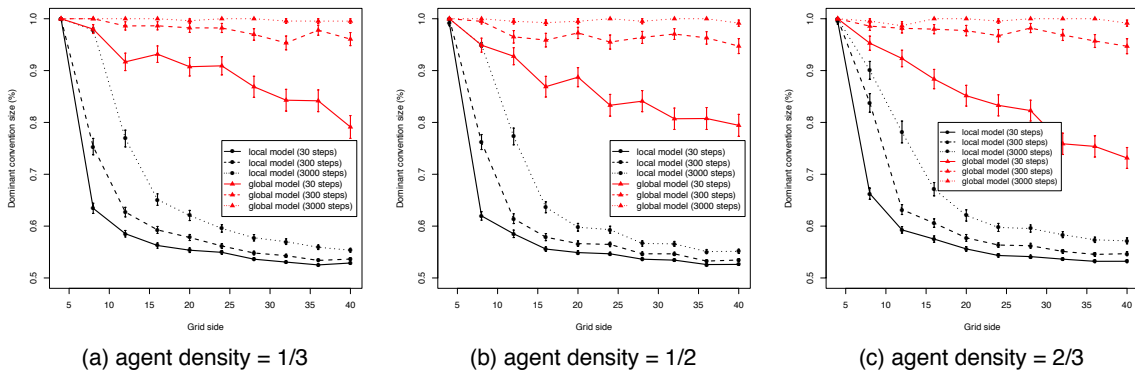 Dominant convention size (%)
1.0
0.9
0.8
0.7
0.6
0.5
local model (30 steps)
local model (300 steps)
local model (3000 steps)
global model (30 steps)
global model (300 steps)
global model (3000 steps)
5 10 15 20 25 30 35 40
Grid side
(a) agent density = 1/3
Dominant convention size (%)
1.0
0.9
0.8
0.7
0.6
0.5
local model (30 steps)
local model (300 steps)
local model (3000 steps)
global model (30 steps)
global model (300 steps)
global model (3000 steps)
5 10 15 20 25 30 35 40
Grid side
(b) agent density = 1/2
Dominant convention size (%)
1.0
0.9
0.8
0.7
0.6
0.5
local model (30 steps)
local model (300 steps)
local model (3000 steps)
global model (30 steps)
global model (300 steps)
global model (3000 steps)
5 10 15 20 25 30 35 40
Grid side
(c) agent density = 2/3